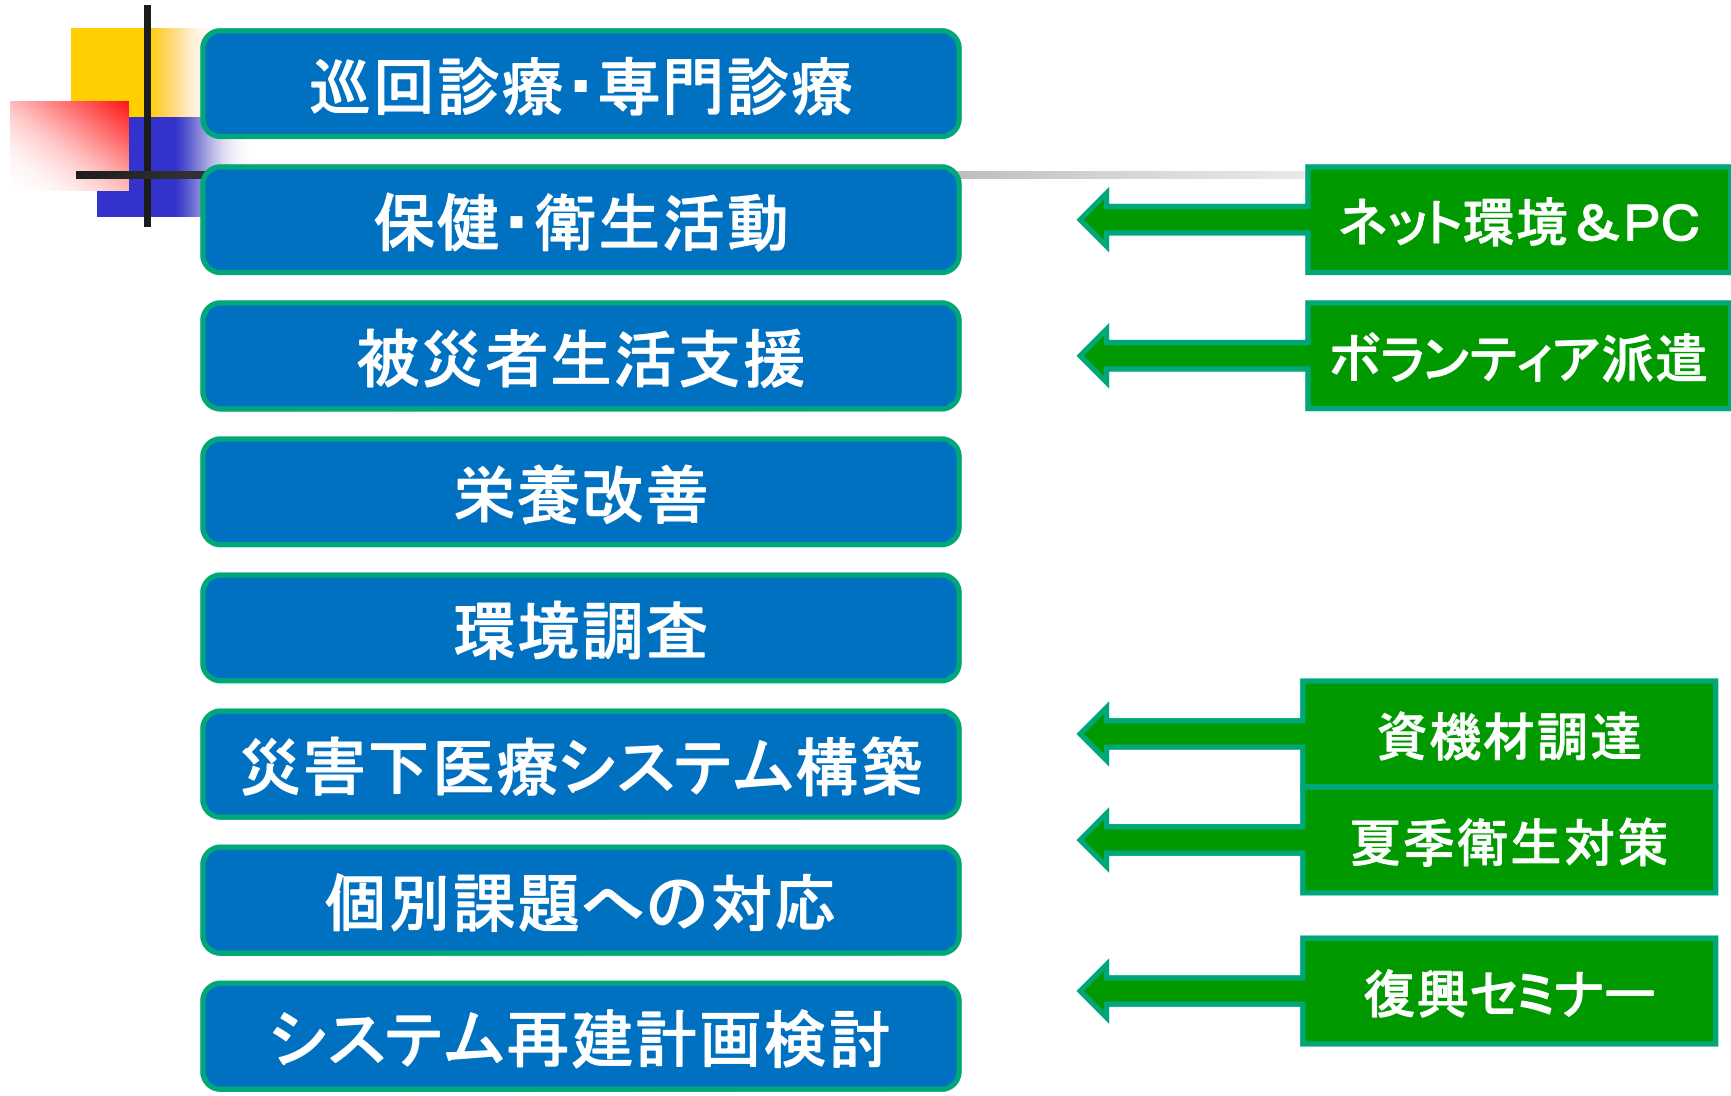 巡回診療・専門診療
保健・衛生活動
ネット環境＆PC
被災者生活支援
ボランティア派遣
栄養改善
環境調査
災害下医療システム構築
資機材調達
夏季衛生対策
個別課題への対応
復興セミナー
システム再建計画検討